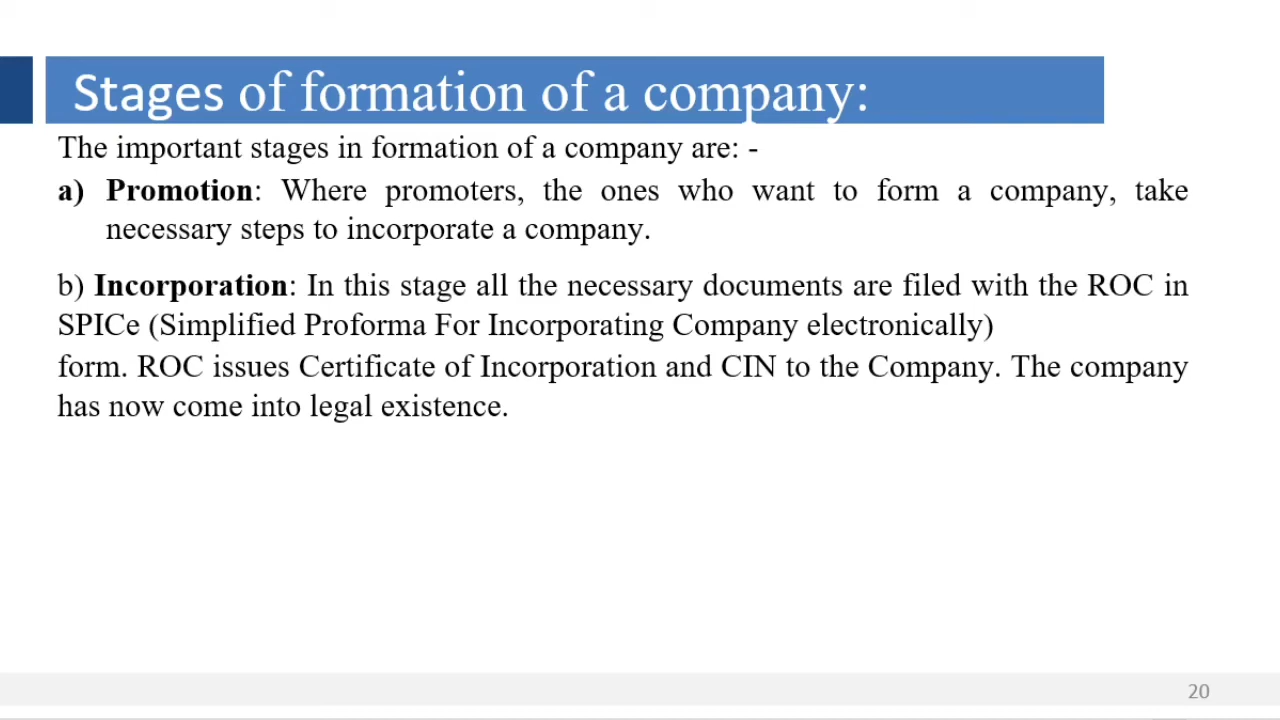 Stages of formation of a company:
The important stages in formation of a company are: -
a) Promotion: Where promoters, the ones who want to form a company, take
necessary steps to incorporate a company.
b) Incorporation: In this stage all the necessary documents are filed with the ROC in
SPICe (Simplified Proforma For Incorporating Company electronically)
form. ROC issues Certificate of Incorporation and CIN to the Company. The company
has now come into legal existence.
20